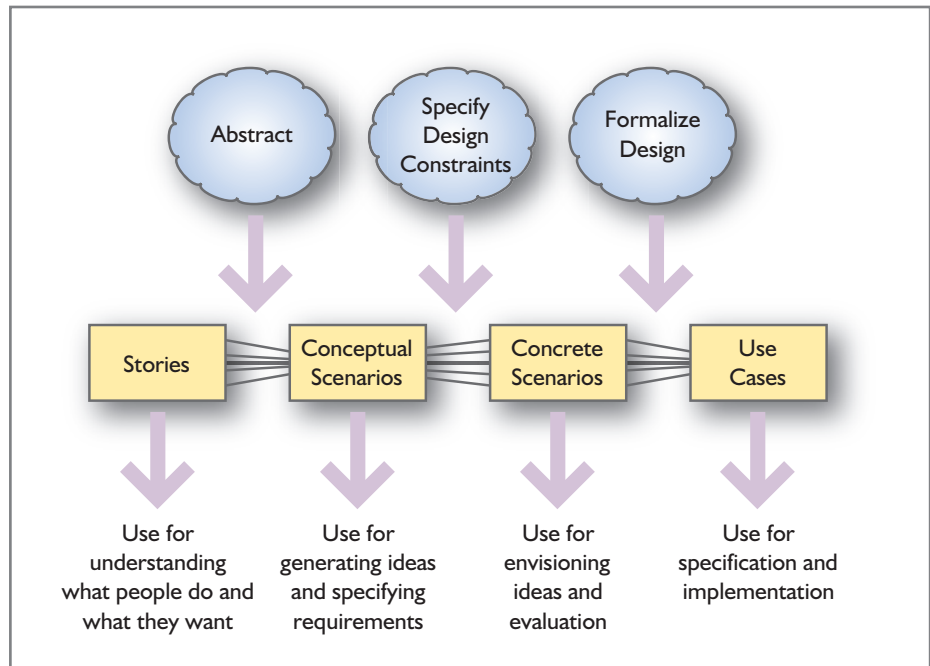 Abstract
Specify
Design
Constraints
Formalize
Design
Stories
Conceptual
Scenarios
Concrete
Scenarios
Use
Cases
Use for
understanding
what people do and
what they want
Use for
generating ideas
and specifying
requirements
Use for
envisioning
ideas and
evaluation
Use for
specification and
implementation